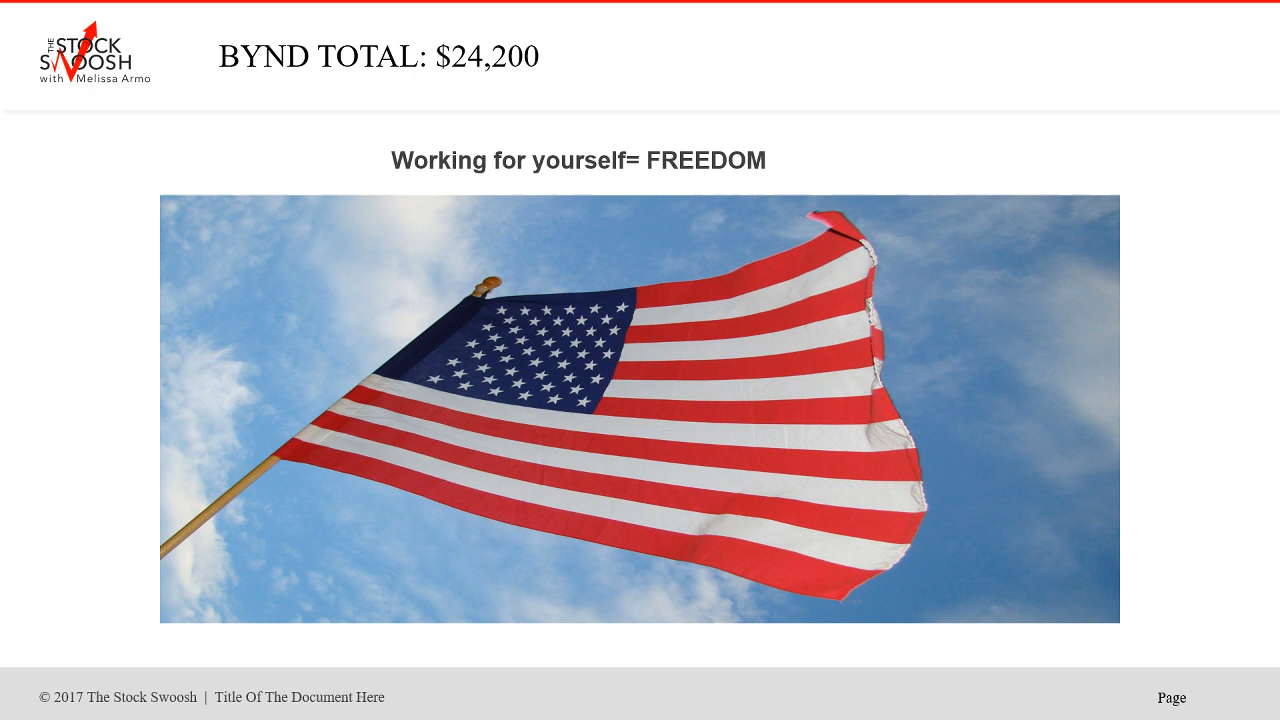 THE STOCK
SWOOSH
with Melissa Armo
BYND TOTAL: $24,200
Working for yourself= FREEDOM
© 2017 The Stock Swoosh | Title Of The Document Here
Page